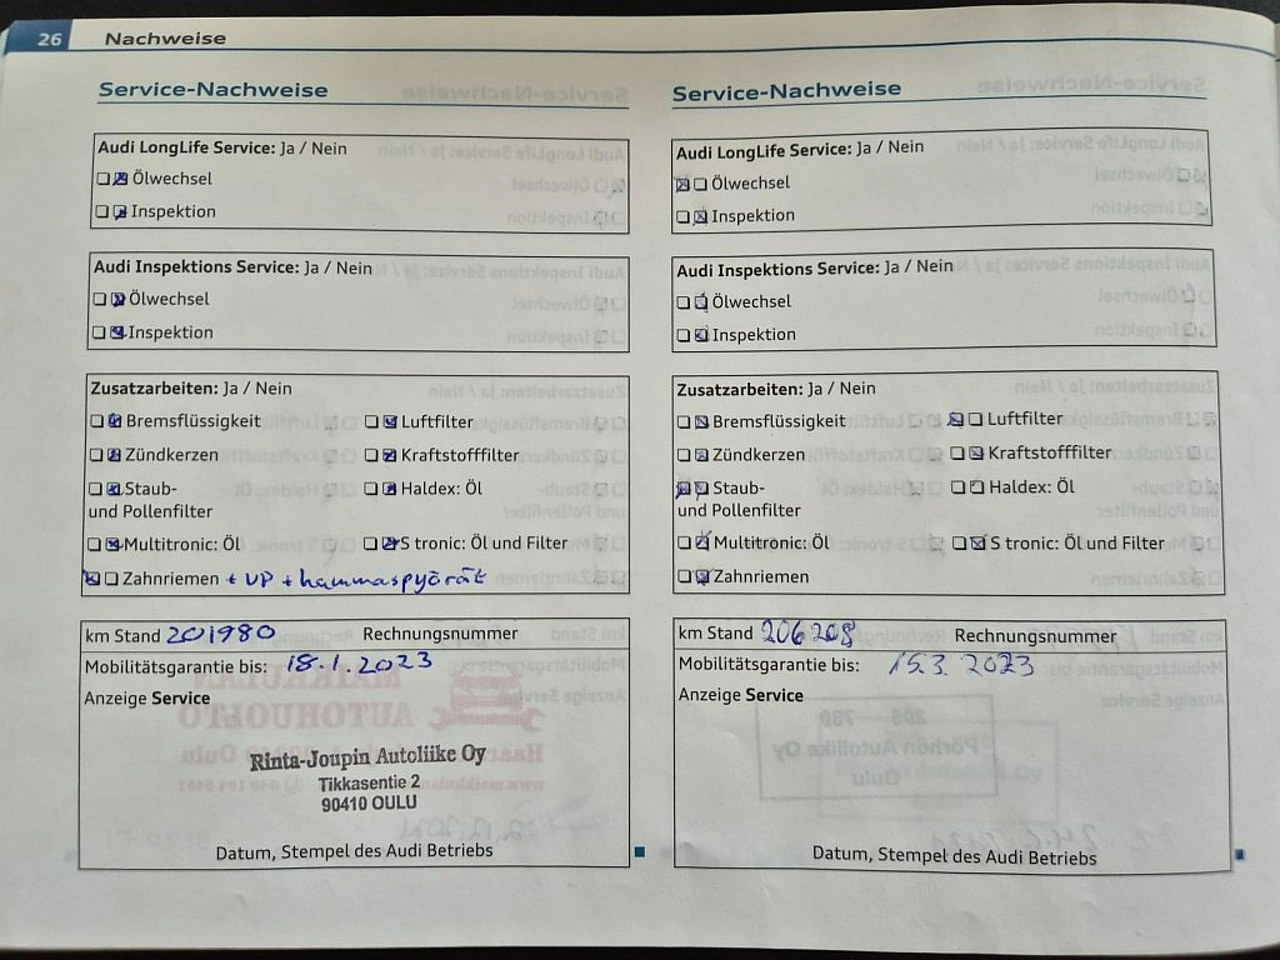 26 Nachweise
Service-Nachweise
Audi LongLife Service: Ja / Nein
Ölwechsel
Inspektion
Audi Inspektions Service: Ja / Nein
Ölwechsel
Inspektion
Zusatzarbeiten: Ja / Nein
Bremsflüssigkeit Luftfilter
Zündkerzen Kraftstofffilter
Staub- Haldex: Öl
und Pollenfilter
Multitronic: Öl S tronic: Öl und Filter
Zahnriemen + VP + hammaspyörät
km Stand 201980 Rechnungsnummer
Mobilitätsgarantie bis: 18.1.2023
Anzeige Service
Rinta-Joupin Autoliike Oy
Tikkasentie 2
90410 OULU
Datum, Stempel des Audi Betriebs
Service-Nachweise
Audi LongLife Service: Ja / Nein
Ölwechsel
Inspektion
Audi Inspektions Service: Ja / Nein
Ölwechsel
Inspektion
Zusatzarbeiten: Ja / Nein
Bremsflüssigkeit Luftfilter
Zündkerzen Kraftstofffilter
Staub- Haldex: Öl
und Pollenfilter
Multitronic: Öl S tronic: Öl und Filter
Zahnriemen
km Stand 206208 Rechnungsnummer
Mobilitätsgarantie bis: 15.3.2023
Anzeige Service
Datum, Stempel des Audi Betriebs